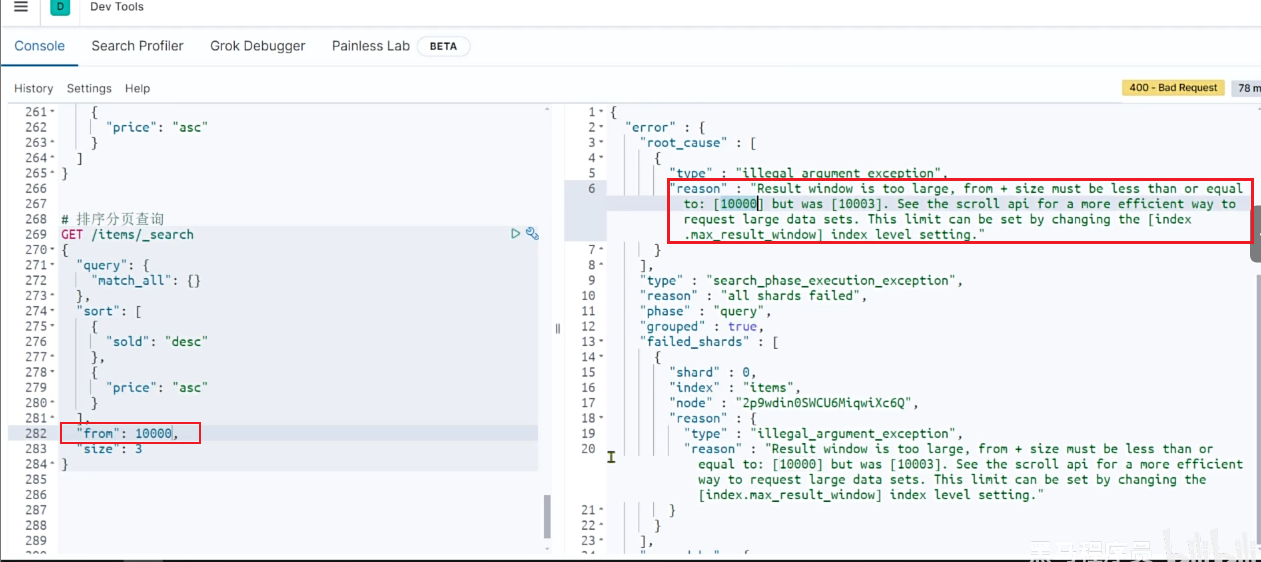 D Dev Tools
Console Search Profiler Grok Debugger Painless Lab BETA
History Settings Help
400 - Bad Request 78 m
261 {
262 "price": "asc"
263 }
264 ]
265 }
266
267
268 # 排序分页查询
269 GET /items/_search
270 {
271 "query": {
272 "match_all": {}
273 },
274 "sort": [
275 {
276 "sold": "desc"
277 },
278 {
279 "price": "asc"
280 }
281 ],
282 "from": 10000,
283 "size": 3
284 }
285
286
287
288
289
1 {
2 "error" : {
3 "root_cause" : [
4 {
5 "type" : "illegal_argument_exception",
6 "reason" : "Result window is too large, from + size must be less than or equal
to: [10000] but was [10003]. See the scroll api for a more efficient way to
request large data sets. This limit can be set by changing the [index
.max_result_window] index level setting."
7 }
8 ],
9 "type" : "search_phase_execution_exception",
10 "reason" : "all shards failed",
11 "phase" : "query",
12 "grouped" : true,
13 "failed_shards" : [
14 {
15 "shard" : 0,
16 "index" : "items",
17 "node" : "2p9wdin0SWCU6MiqwiXc6Q",
18 "reason" : {
19 "type" : "illegal_argument_exception",
20 "reason" : "Result window is too large, from + size must be less than or
equal to: [10000] but was [10003]. See the scroll api for a more efficient
way to request large data sets. This limit can be set by changing the
[index.max_result_window] index level setting."
21 }
22 }
23 ],